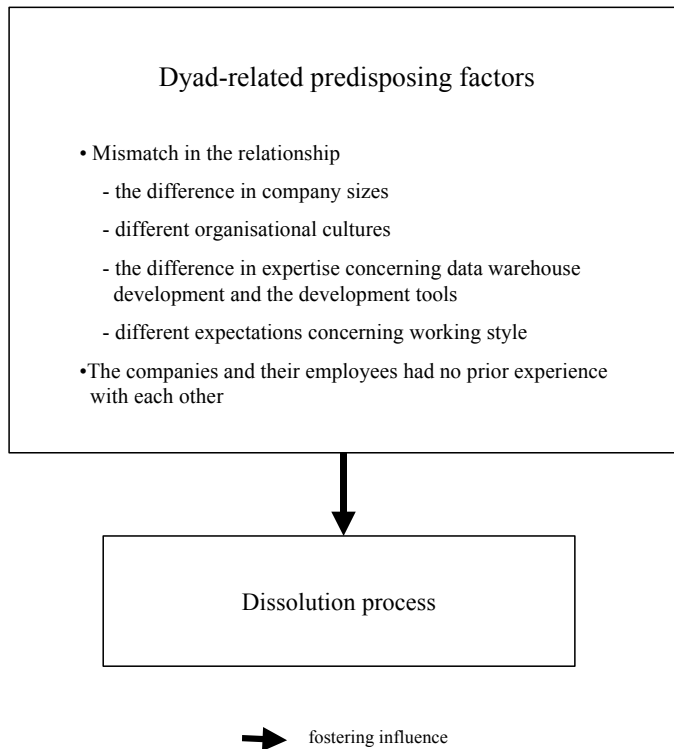 Dyad-related predisposing factors
• Mismatch in the relationship
- the difference in company sizes
- different organisational cultures
- the difference in expertise concerning data warehouse
development and the development tools
- different expectations concerning working style
•The companies and their employees had no prior experience
with each other
Dissolution process
fostering influence